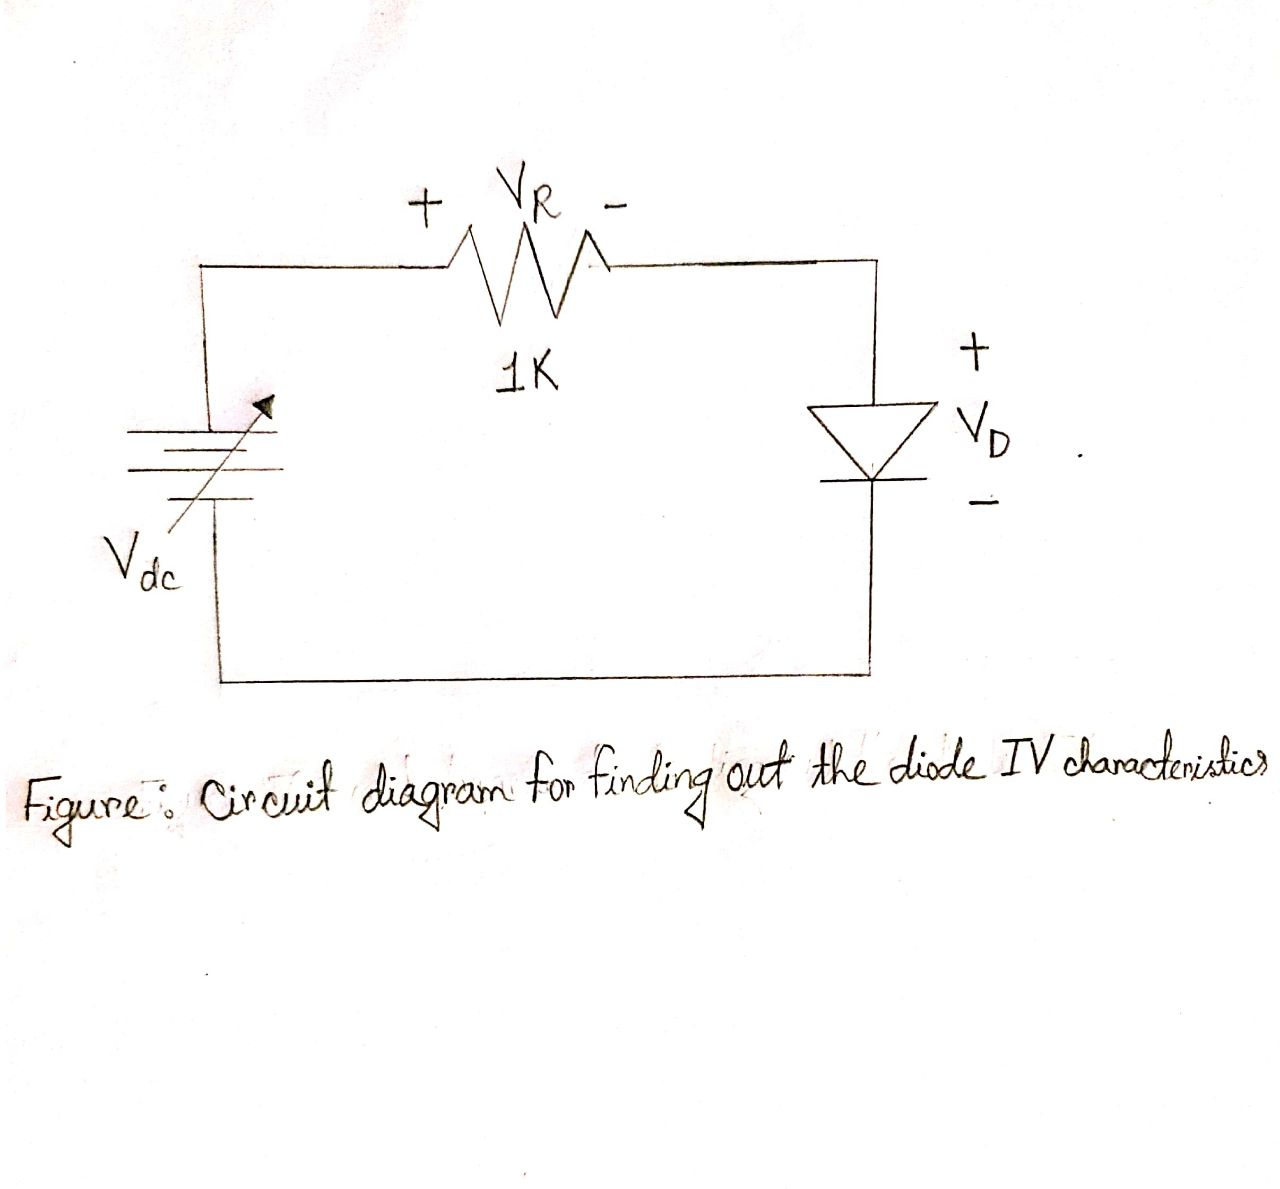 + VR -
1K
+
VD
-
Vdc
Figure: Circuit diagram for finding out the diode IV characteristics